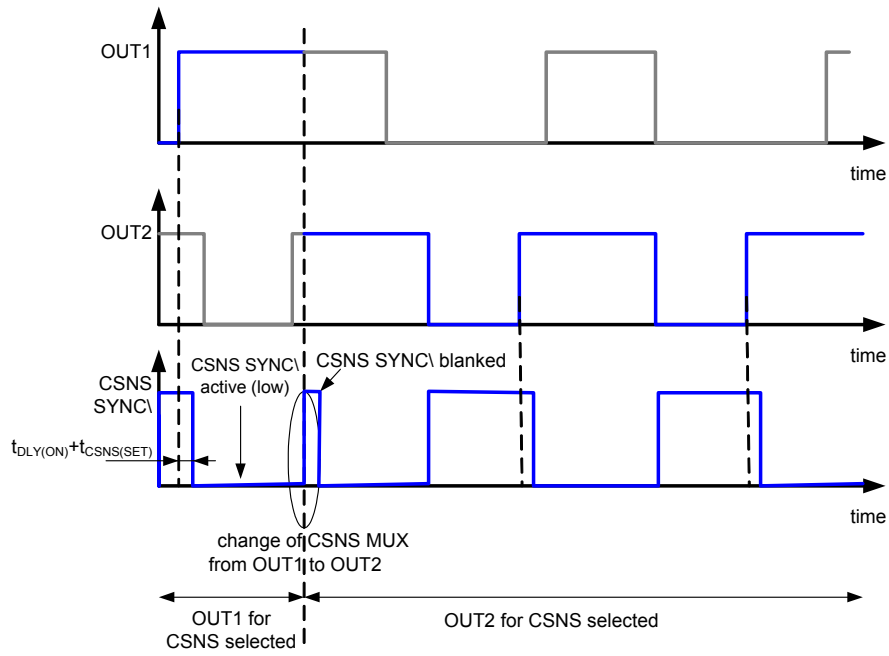 OUT1
time
OUT2
time
CSNS SYNC\
active (low)
CSNS SYNC\ blanked
CSNS
SYNC\
tDLY(ON)+tCSNS(SET)
time
change of CSNS MUX
from OUT1 to OUT2
OUT1 for
CSNS selected
OUT2 for CSNS selected